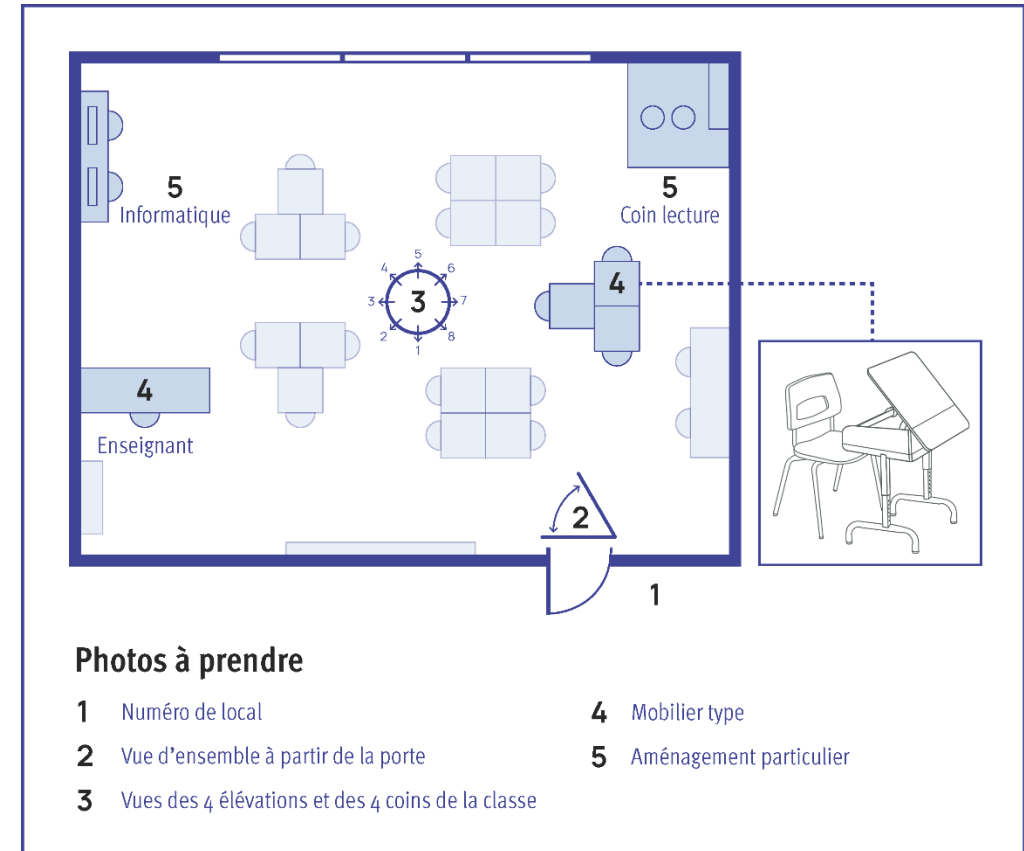 5
Informatique
5
Coin lecture
5
4
6
3
3
7
2
8
1
4
4
Enseignant
2
1
Photos à prendre
1 Numéro de local
2 Vue d'ensemble à partir de la porte
3 Vues des 4 élévations et des 4 coins de la classe
4 Mobilier type
5 Aménagement particulier